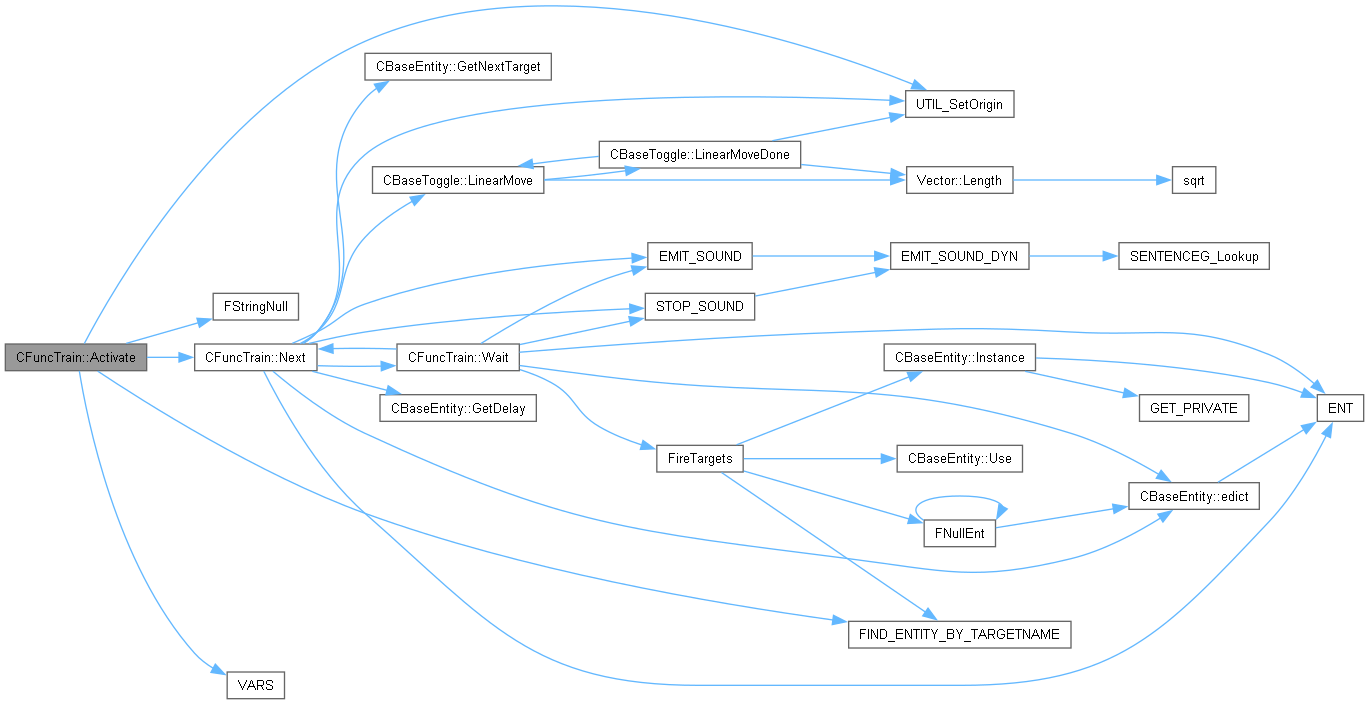 CBaseEntity::GetNextTarget
UTIL_SetOrigin
CBaseToggle::LinearMoveDone
CBaseToggle::LinearMove
Vector::Length
sqrt
EMIT_SOUND
EMIT_SOUND_DYN
SENTENCEG_Lookup
FStringNull
STOP_SOUND
CFuncTrain::Activate
CFuncTrain::Next
CFuncTrain::Wait
CBaseEntity::Instance
CBaseEntity::GetDelay
GET_PRIVATE
ENT
FireTargets
CBaseEntity::Use
CBaseEntity::edict
FNullEnt
FIND_ENTITY_BY_TARGETNAME
VARS